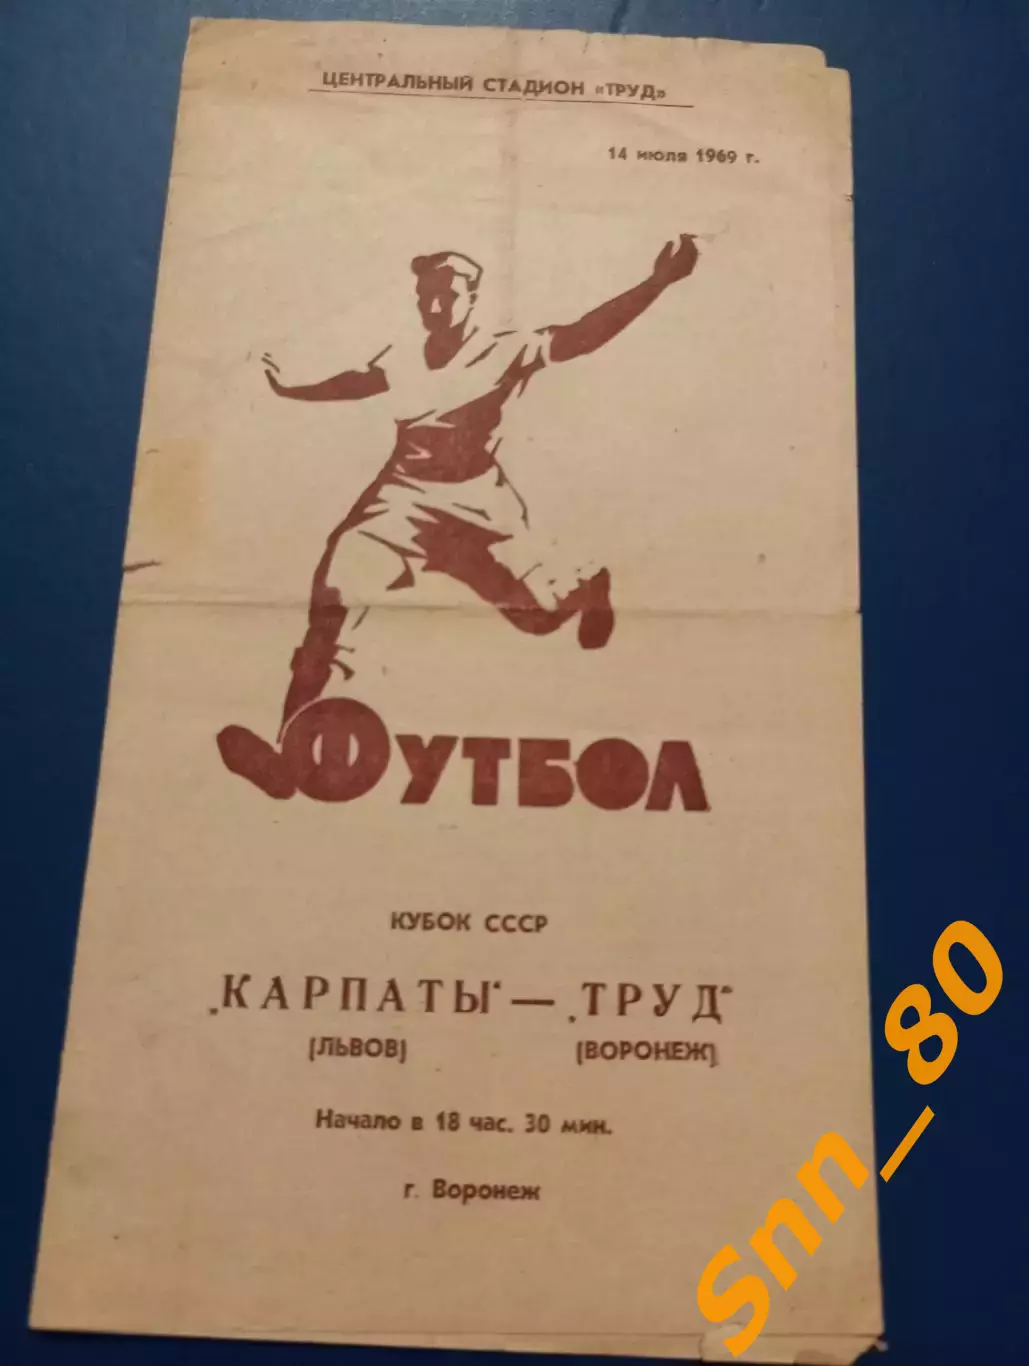 ЦЕНТРАЛЬНЫЙ СТАДИОН «ТРУД»
14 июля 1969 г.
ФУТБОЛ
КУБОК СССР
„КАРПАТЫ“ — „ТРУД“
(ЛЬВОВ) (ВОРОНЕЖ)
Начало в 18 час. 30 мин.
г. Воронеж
Snn_80